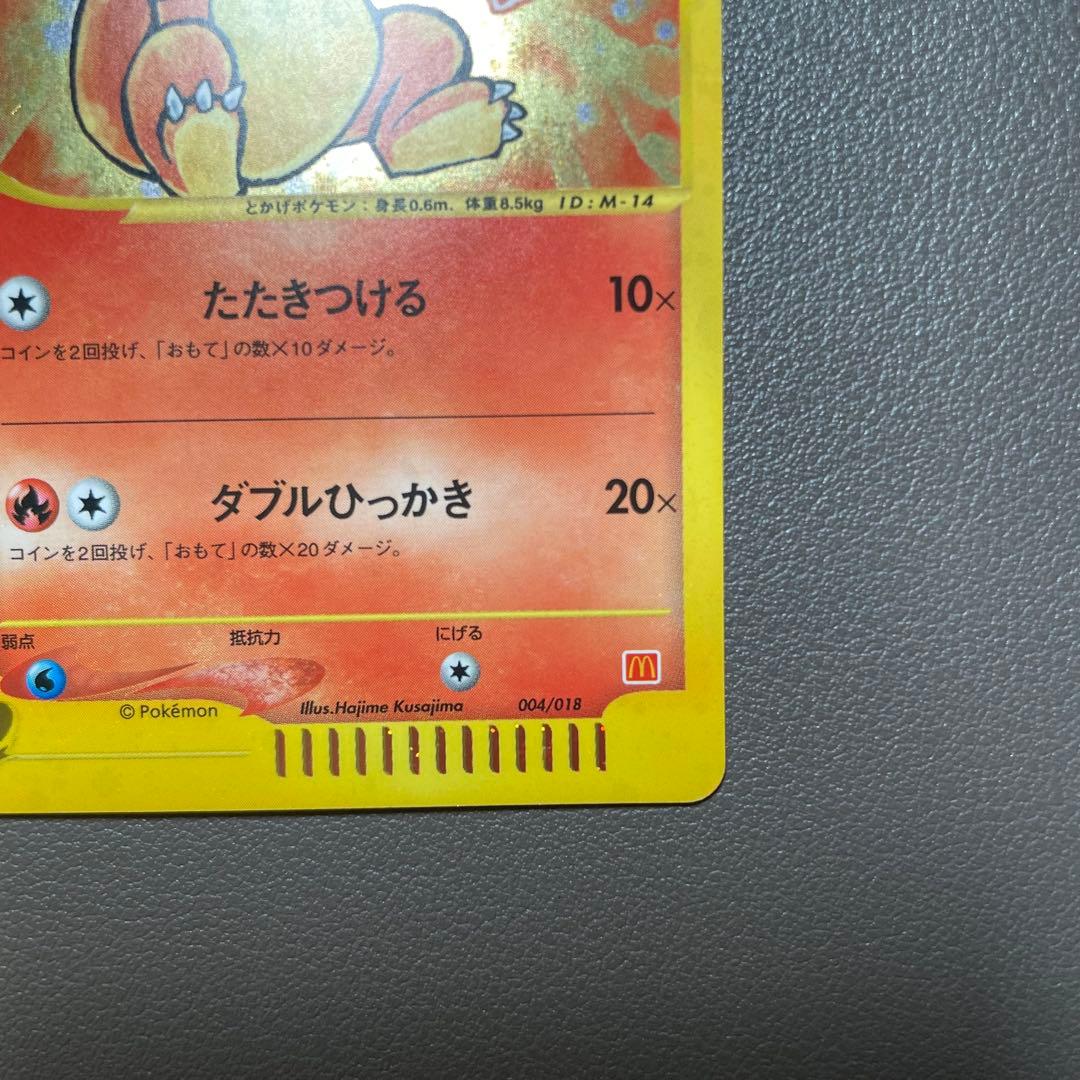 とかげポケモン：身長0.6m. 体重8.5kg ID：M-14
たたきつける 10×
コインを2回投げ、「おもて」の数×10ダメージ。
ダブルひっかき 20×
コインを2回投げ、「おもて」の数×20ダメージ。
弱点 抵抗力 にげる
© Pokémon Illus.Hajime Kusajima 004/018